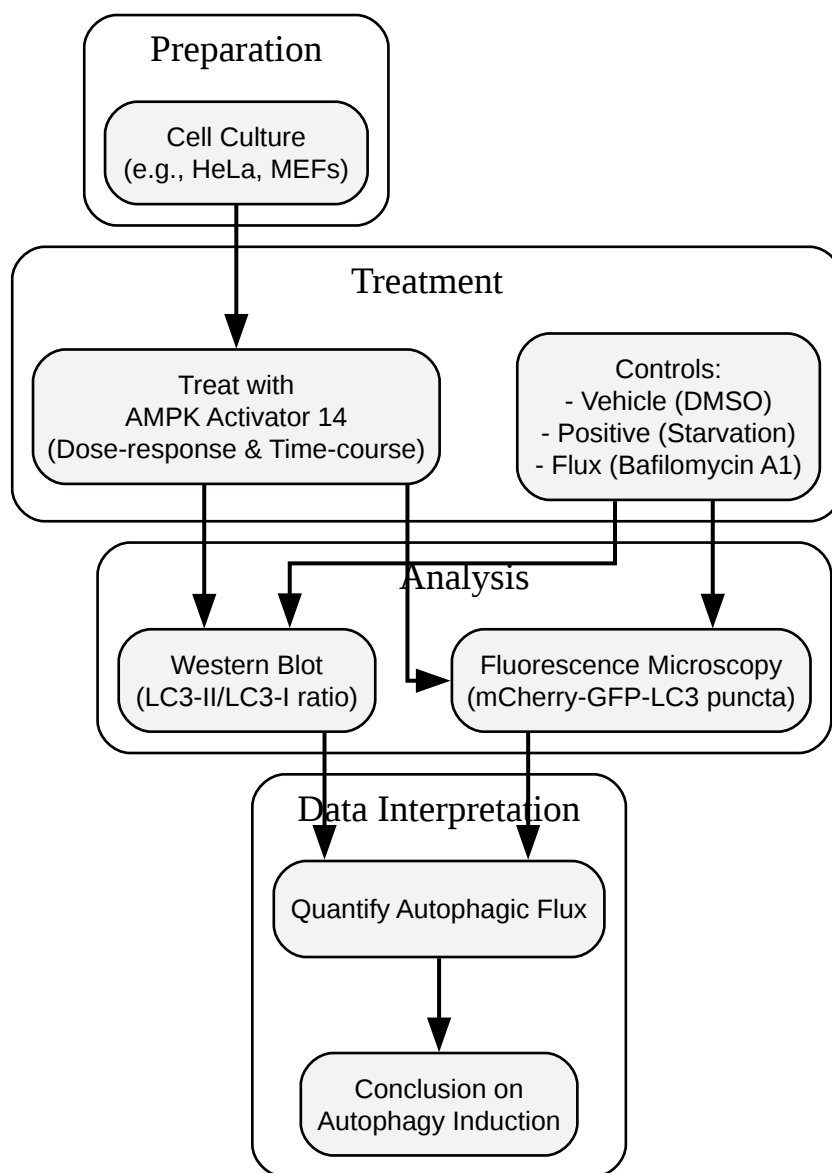 Preparation
Cell Culture
(e.g., HeLa, MEFs)
Treatment
Treat with
AMPK Activator 14
(Dose-response & Time-course)
Controls:
- Vehicle (DMSO)
- Positive (Starvation)
- Flux (Bafilomycin A1)
Analysis
Western Blot
(LC3-II/LC3-I ratio)
Fluorescence Microscopy
(mCherry-GFP-LC3 puncta)
Data Interpretation
Quantify Autophagic Flux
Conclusion on
Autophagy Induction